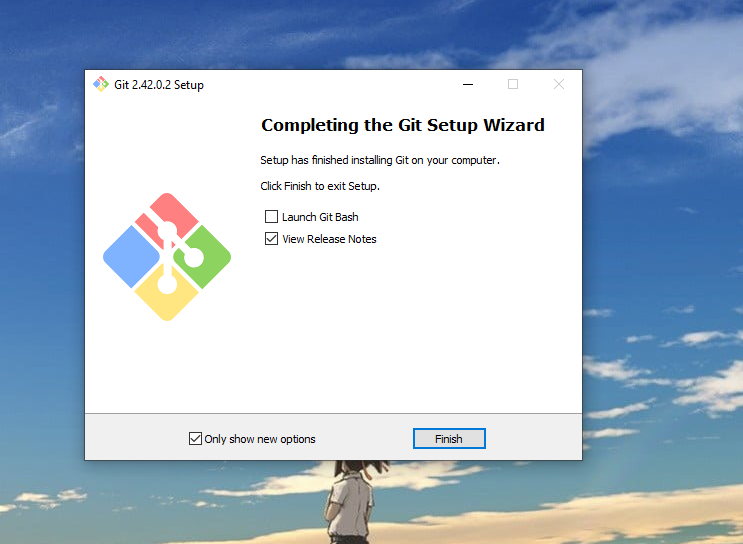 Git 2.42.0.2 Setup
Completing the Git Setup Wizard
Setup has finished installing Git on your computer.
Click Finish to exit Setup.
Launch Git Bash
View Release Notes
Only show new options
Finish